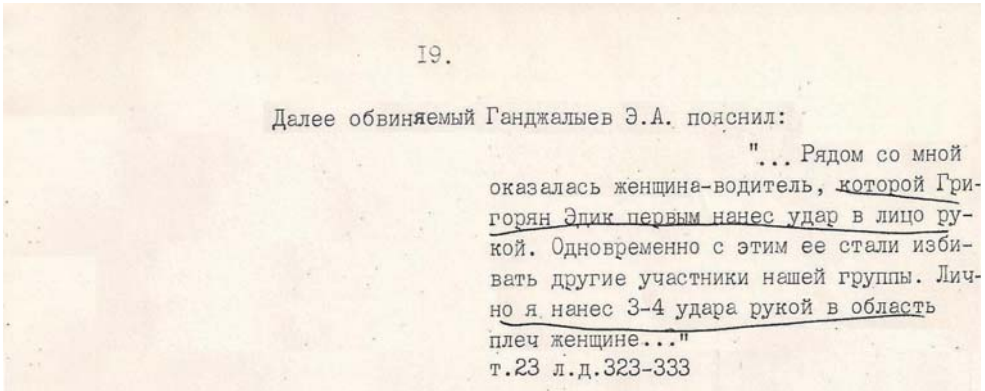 I9.
Далее обвиняемый Ганджалыев Э.А. пояснил:
"... Рядом со мной
оказалась женщина-водитель, которой Гри-
горян Эдик первым нанес удар в лицо ру-
кой. Одновременно с этим ее стали изби-
вать другие участники нашей группы. Лич-
но я нанес 3-4 удара рукой в область
плеч женщине..."
т.23 л.д.323-333